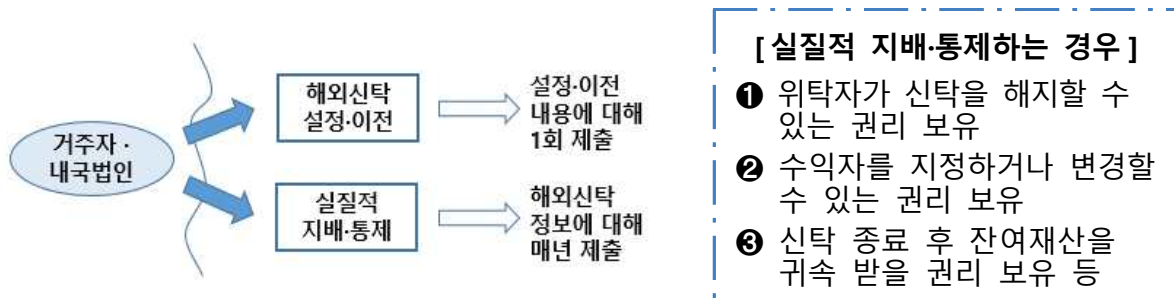 거주자 ·
내국법인
해외신탁
설정·이전
설정·이전
내용에 대해
1회 제출
실질적
지배·통제
해외신탁
정보에 대해
매년 제출
[ 실질적 지배·통제하는 경우 ]
❶ 위탁자가 신탁을 해지할 수
있는 권리 보유
❷ 수익자를 지정하거나 변경할
수 있는 권리 보유
❸ 신탁 종료 후 잔여재산을
귀속 받을 권리 보유 등